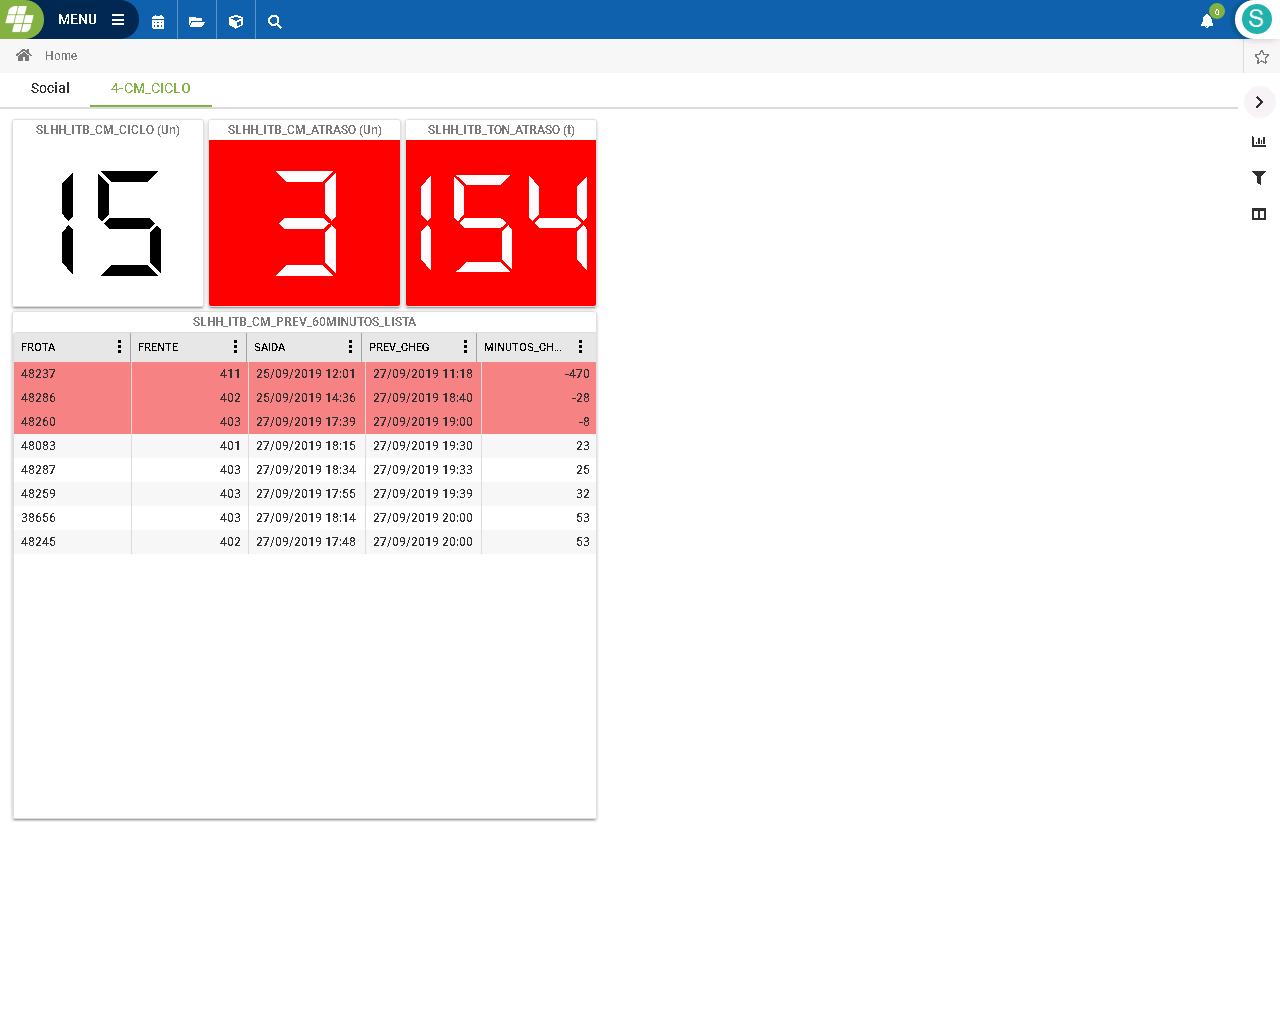 MENU
0
S
Home
Social 4-CM_CICLO
SLHH_ITB_CM_CICLO (Un) SLHH_ITB_CM_ATRASO (Un) SLHH_ITB_TON_ATRASO (t)
15 3 154
SLHH_ITB_CM_PREV_60MINUTOS_LISTA
FROTA FRENTE SAIDA PREV_CHEG MINUTOS_CH...
48237 411 25/09/2019 12:01 27/09/2019 11:18 -470
48286 402 25/09/2019 14:36 27/09/2019 18:40 -28
48260 403 27/09/2019 17:39 27/09/2019 19:00 -8
48083 401 27/09/2019 18:15 27/09/2019 19:30 23
48287 403 27/09/2019 18:34 27/09/2019 19:33 25
48259 403 27/09/2019 17:55 27/09/2019 19:39 32
38656 403 27/09/2019 18:14 27/09/2019 20:00 53
48245 402 27/09/2019 17:48 27/09/2019 20:00 53